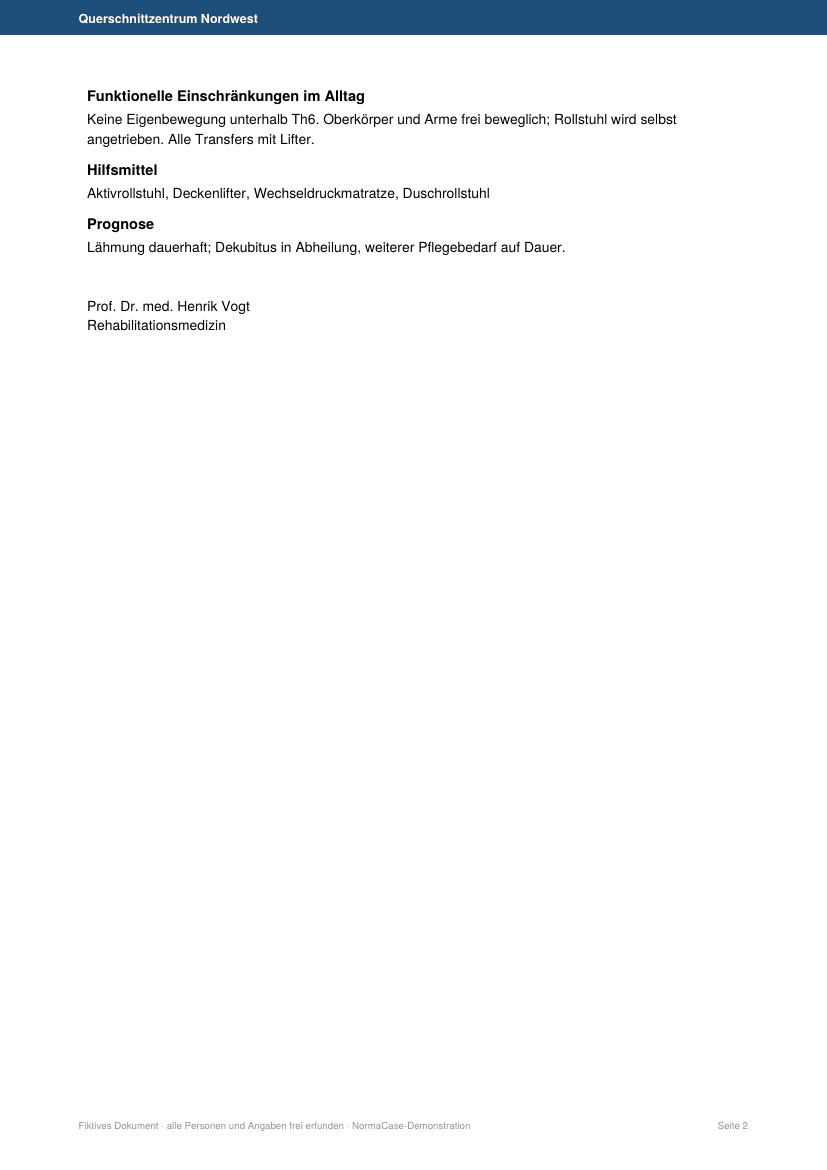 Querschnittzentrum Nordwest
Funktionelle Einschränkungen im Alltag
Keine Eigenbewegung unterhalb Th6. Oberkörper und Arme frei beweglich; Rollstuhl wird selbst
angetrieben. Alle Transfers mit Lifter.
Hilfsmittel
Aktivrollstuhl, Deckenlifter, Wechseldruckmatratze, Duschrollstuhl
Prognose
Lähmung dauerhaft; Dekubitus in Abheilung, weiterer Pflegebedarf auf Dauer.
Prof. Dr. med. Henrik Vogt
Rehabilitationsmedizin
Fiktives Dokument · alle Personen und Angaben frei erfunden · NormaCase-Demonstration Seite 2